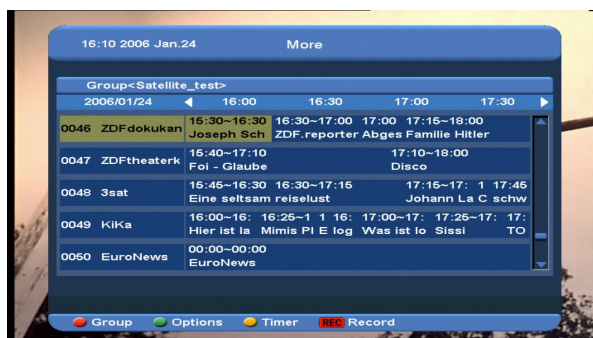 16:10 2006 Jan.24 More
Group<Satellite_test>
2006/01/24 16:00 16:30 17:00 17:30
0046 ZDFdokukan 15:30~16:30 16:30~17:00 17:00 17:15~18:00
Joseph Sch ZDF.reporter Abges Familie Hitler
0047 ZDFtheaterk 15:40~17:10 17:10~18:00
Foi - Glaube Disco
0048 3sat 15:45~16:30 16:30~17:15 17:15~17: 1 17:45
Eine seltsam reiselust Johann La C schw
0049 KiKa 16:00~16: 16:25~1 1 16: 17:00~17: 17:25~17: 17:
Hier ist la Mimis Pl E log Was ist lo Sissi TO
0050 EuroNews 00:00~00:00
EuroNews
Group Options Timer REC Record